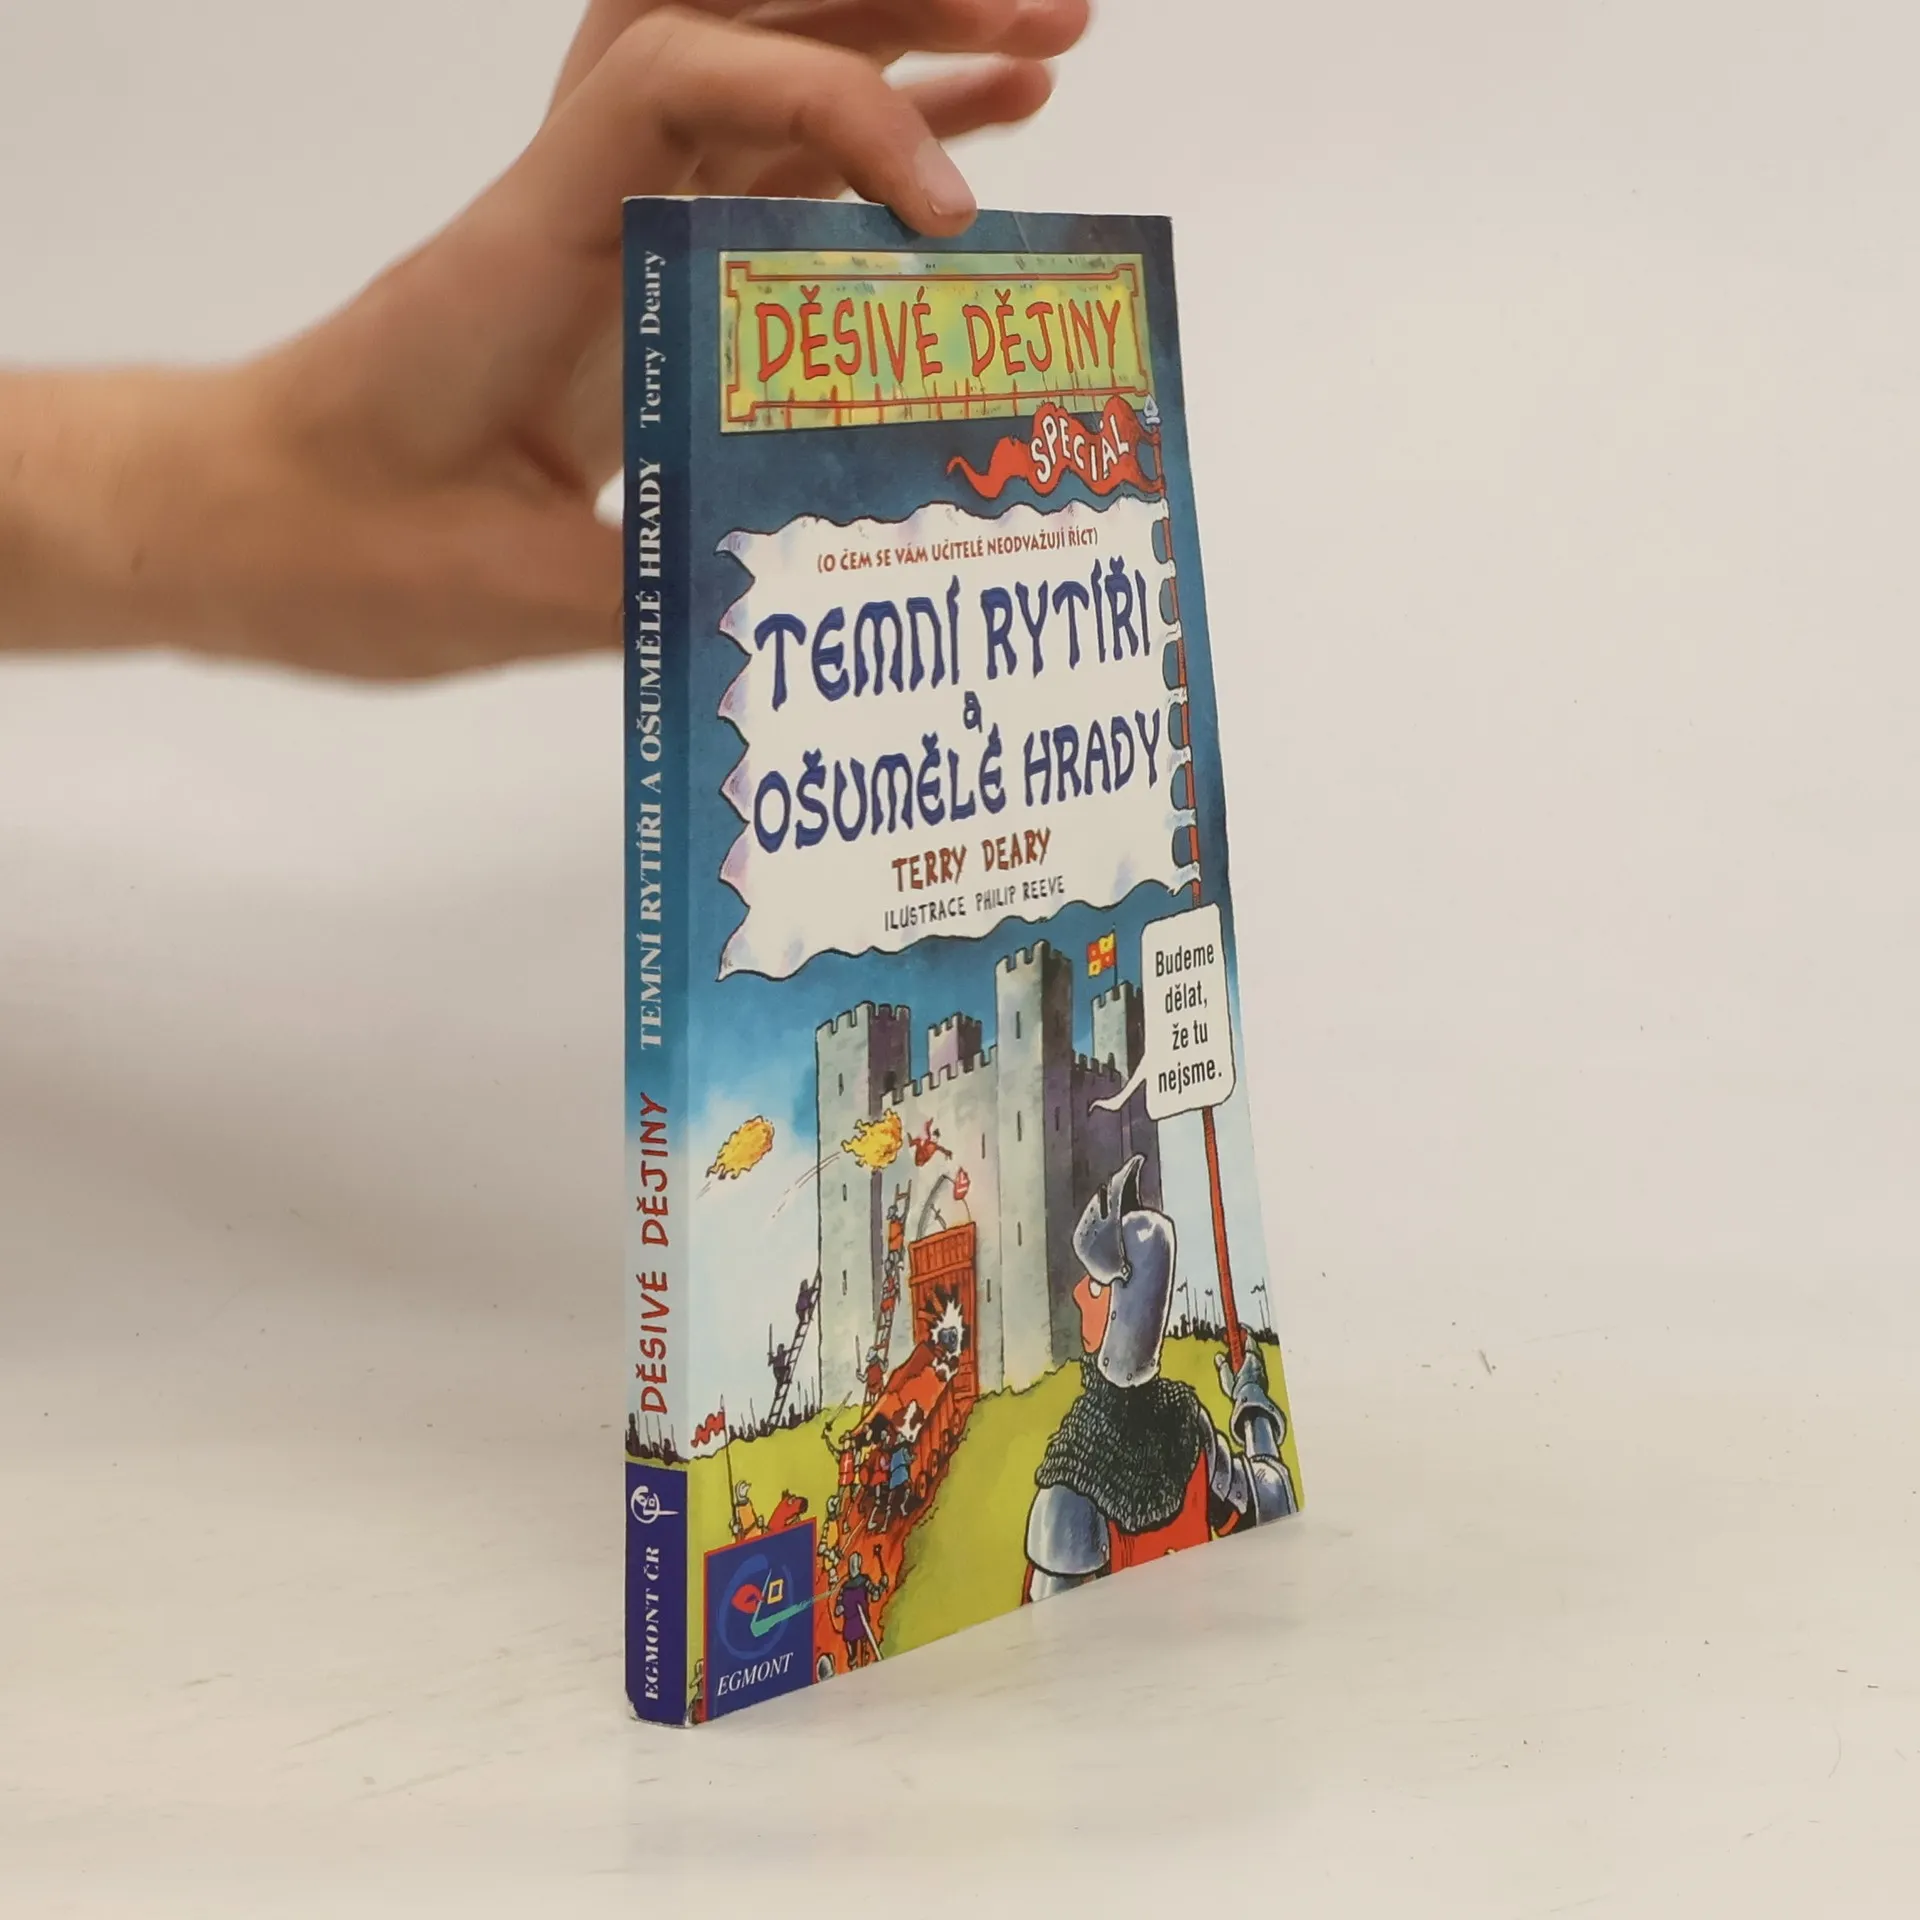 Terry Deary
TEMNÍ RYTÍŘI A OŠUMĚLÉ HRADY
DĚSIVÉ DĚJINY
EGMONT ČR
DĚSIVÉ DĚJINY
SPECIÁL
(O ČEM SE VÁM UČITELÉ NEODVAŽUJÍ ŘÍCT)
TEMNÍ RYTÍŘI
a
OŠUMĚLÉ HRADY
TERRY DEARY
ILUSTRACE PHILIP REEVE
Budeme
dělat,
že tu
nejsme.
EGMONT